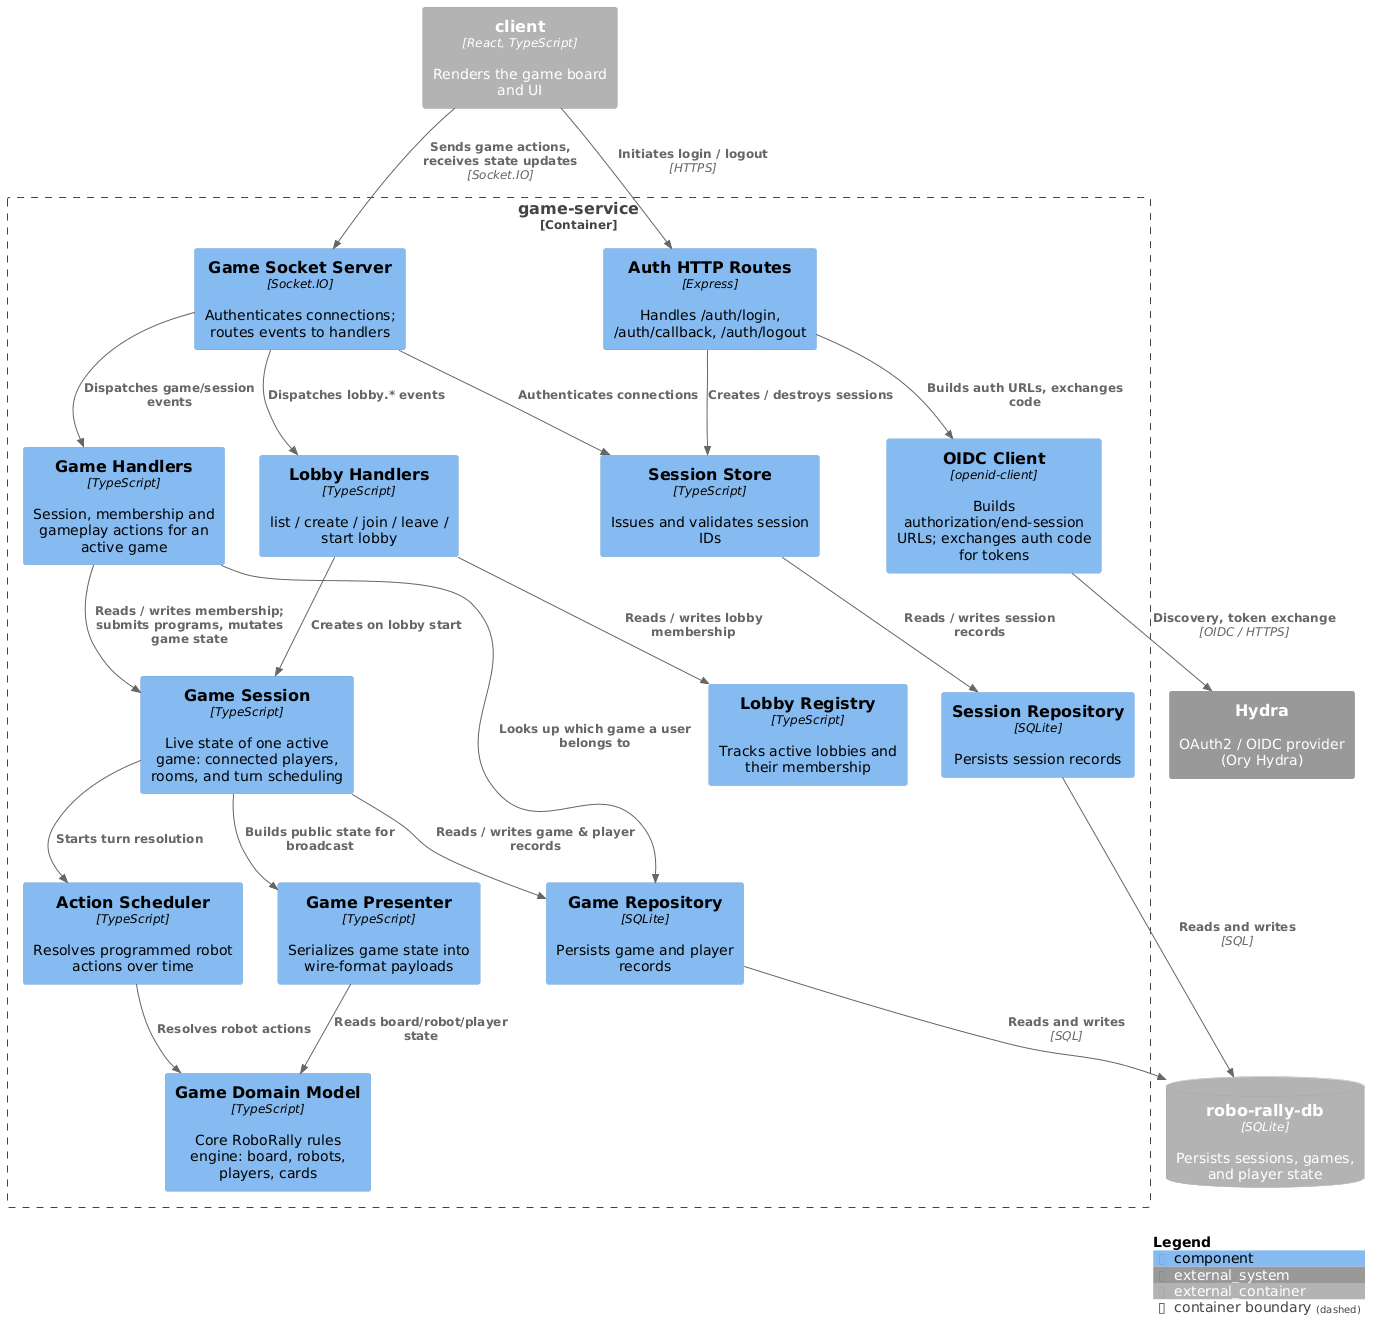 client
[React, TypeScript]
Renders the game board
and UI
Sends game actions,
receives state updates
[Socket.IO]
Initiates login / logout
[HTTPS]
game-service
[Container]
Game Socket Server
[Socket.IO]
Authenticates connections;
routes events to handlers
Auth HTTP Routes
[Express]
Handles /auth/login,
/auth/callback, /auth/logout
Dispatches game/session
events
Dispatches lobby.* events
Authenticates connections
Creates / destroys sessions
Builds auth URLs, exchanges
code
Game Handlers
[TypeScript]
Session, membership and
gameplay actions for an
active game
Lobby Handlers
[TypeScript]
list / create / join / leave /
start lobby
Session Store
[TypeScript]
Issues and validates session
IDs
OIDC Client
[openid-client]
Builds
authorization/end-session
URLs; exchanges auth code
for tokens
Reads / writes membership;
submits programs, mutates
game state
Creates on lobby start
Reads / writes lobby
membership
Reads / writes session
records
Discovery, token exchange
[OIDC / HTTPS]
Game Session
[TypeScript]
Live state of one active
game: connected players,
rooms, and turn scheduling
Looks up which game a user
belongs to
Lobby Registry
[TypeScript]
Tracks active lobbies and
their membership
Session Repository
[SQLite]
Persists session records
Hydra
OAuth2 / OIDC provider
(Ory Hydra)
Starts turn resolution
Builds public state for
broadcast
Reads / writes game & player
records
Action Scheduler
[TypeScript]
Resolves programmed robot
actions over time
Game Presenter
[TypeScript]
Serializes game state into
wire-format payloads
Game Repository
[SQLite]
Persists game and player
records
Reads and writes
[SQL]
Resolves robot actions
Reads board/robot/player
state
Reads and writes
[SQL]
Game Domain Model
[TypeScript]
Core RoboRally rules
engine: board, robots,
players, cards
robo-rally-db
[SQLite]
Persists sessions, games,
and player state
Legend
component
external_system
external_container
container boundary (dashed)